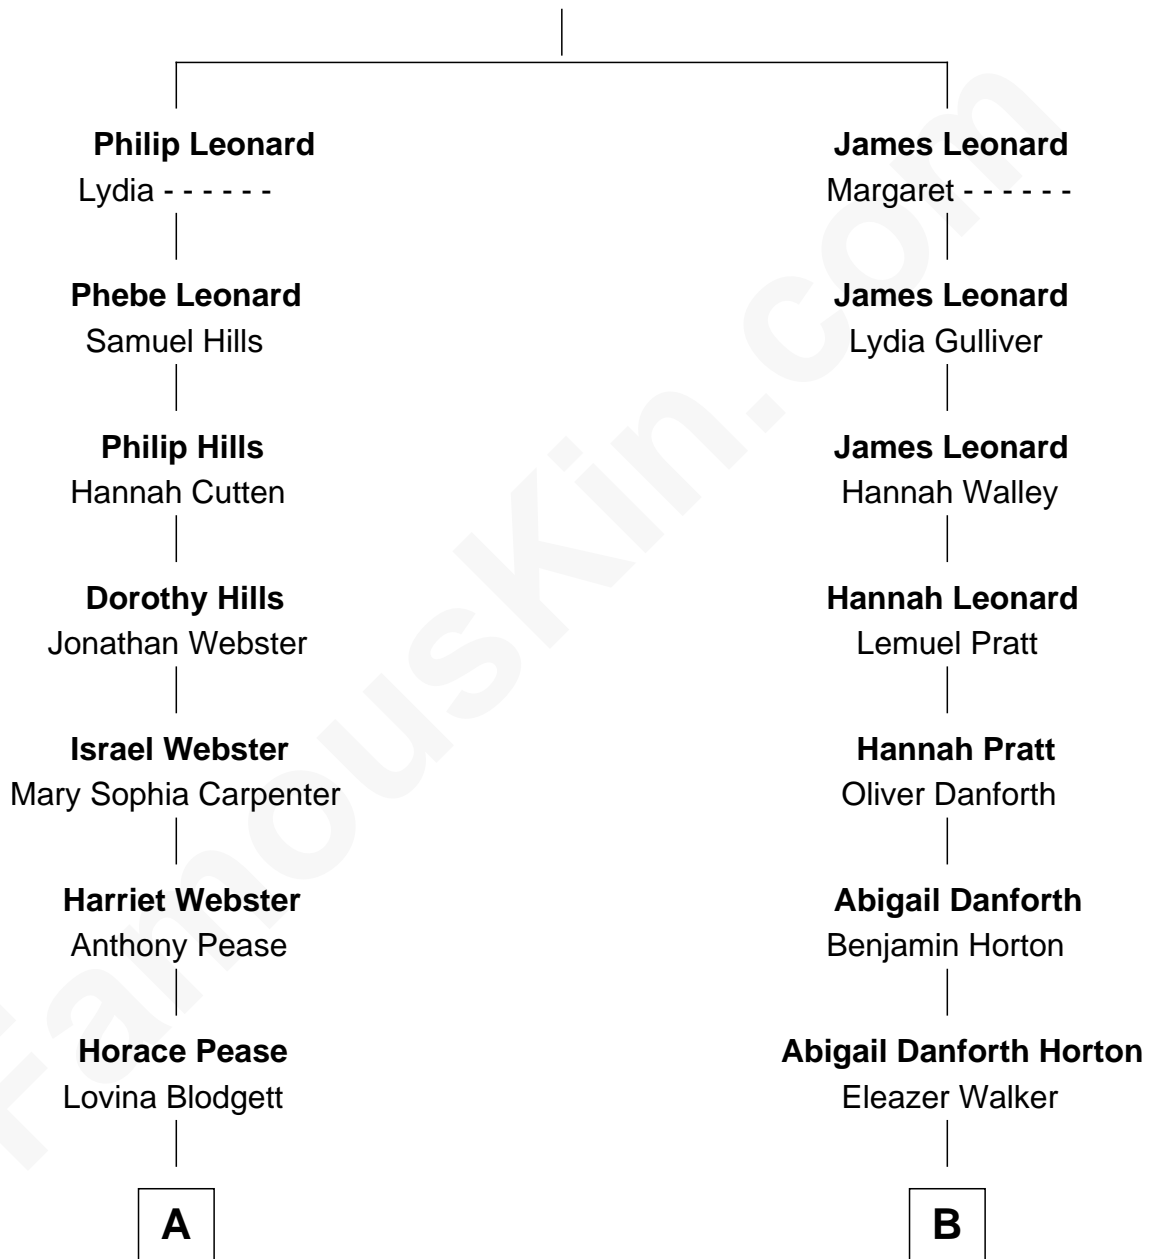 Philip Leonard
Lydia - - - - - -
Phebe Leonard
Samuel Hills
Philip Hills
Hannah Cutten
Dorothy Hills
Jonathan Webster
Israel Webster
Mary Sophia Carpenter
Harriet Webster
Anthony Pease
Horace Pease
Lovina Blodgett
A
James Leonard
Margaret - - - - - -
James Leonard
Lydia Gulliver
James Leonard
Hannah Walley
Hannah Leonard
Lemuel Pratt
Hannah Pratt
Oliver Danforth
Abigail Danforth
Benjamin Horton
Abigail Danforth Horton
Eleazer Walker
B
FamousKin.com